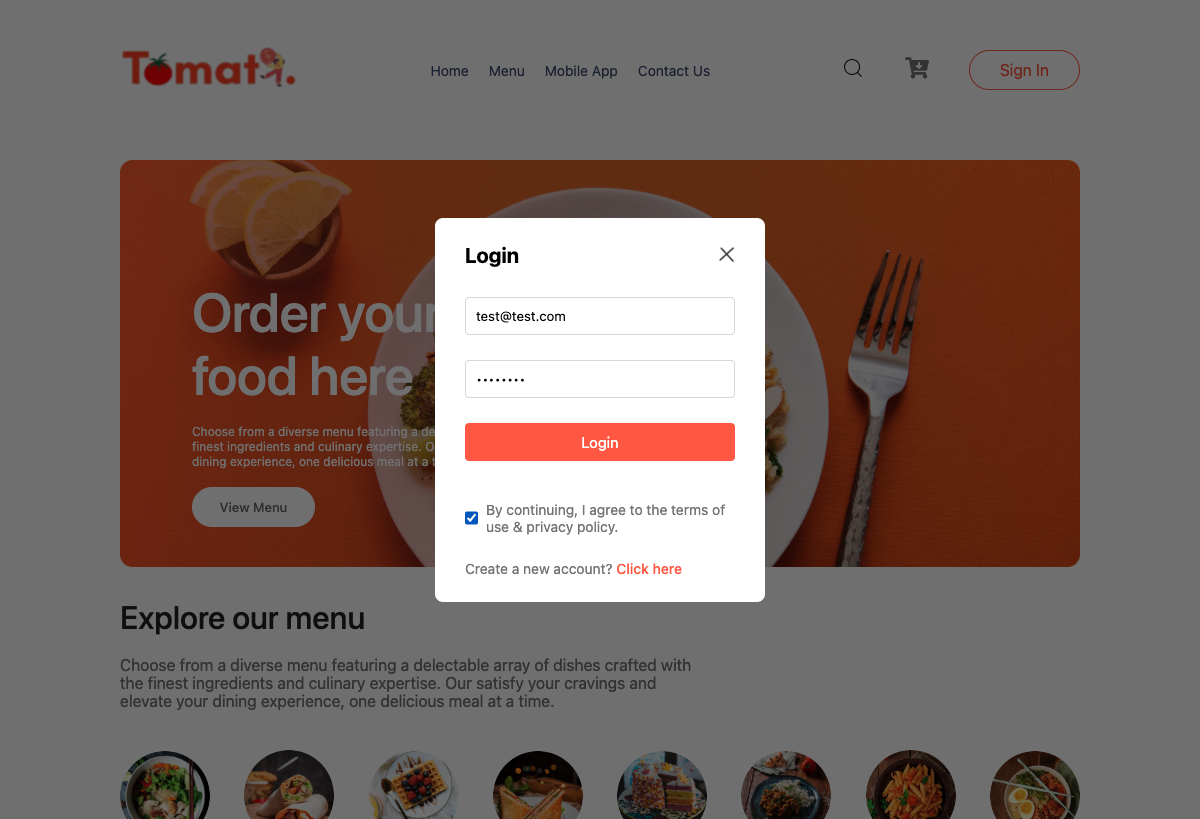 Tomat.
Home Menu Mobile App Contact Us
Sign In
Order your
food here
Choose from a diverse menu featuring a de
finest ingredients and culinary expertise. O
dining experience, one delicious meal at a
View Menu
Login
test@test.com
••••••••
Login
By continuing, I agree to the terms of
use & privacy policy.
Create a new account? Click here
Explore our menu
Choose from a diverse menu featuring a delectable array of dishes crafted with
the finest ingredients and culinary expertise. Our satisfy your cravings and
elevate your dining experience, one delicious meal at a time.